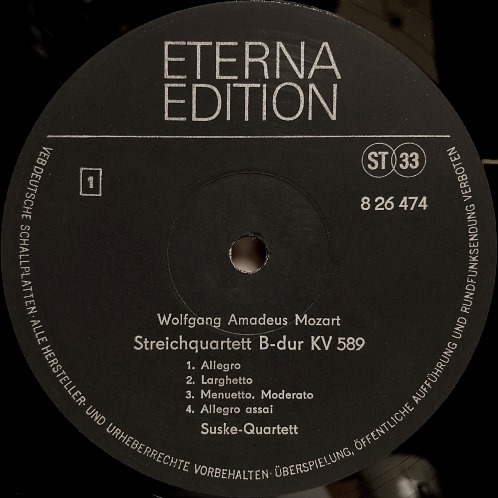 ETERNA
EDITION
ST 33
1
8 26 474
Wolfgang Amadeus Mozart
Streichquartett B-dur KV 589
1. Allegro
2. Larghetto
3. Menuetto. Moderato
4. Allegro assai
Suske-Quartett
VEB DEUTSCHE SCHALLPLATTEN · ALLE HERSTELLER- UND URHEBERRECHTE VORBEHALTEN · ÜBERSPIELUNG, ÖFFENTLICHE AUFFÜHRUNG UND RUNDFUNKSENDUNG VERBOTEN